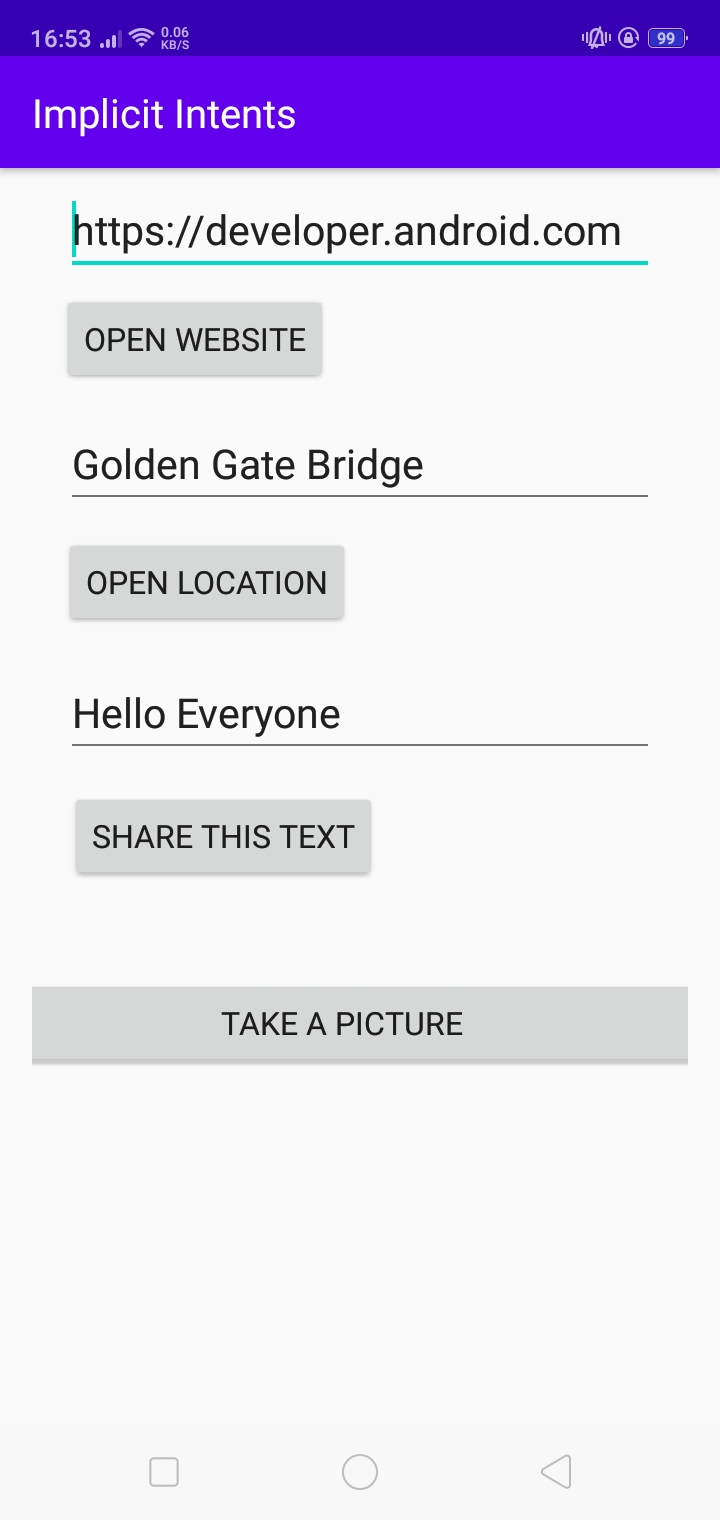 16:53 0.06 KB/S 99
Implicit Intents
https://developer.android.com
OPEN WEBSITE
Golden Gate Bridge
OPEN LOCATION
Hello Everyone
SHARE THIS TEXT
TAKE A PICTURE